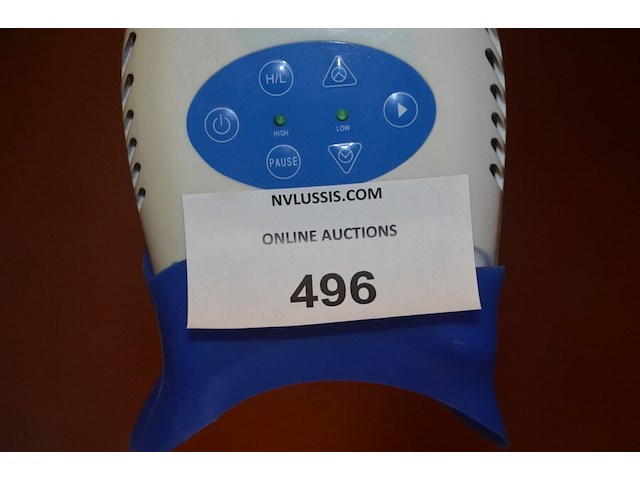 H/L
HIGH
LOW
PAUSE
NVLUSSIS.COM
ONLINE AUCTIONS
496